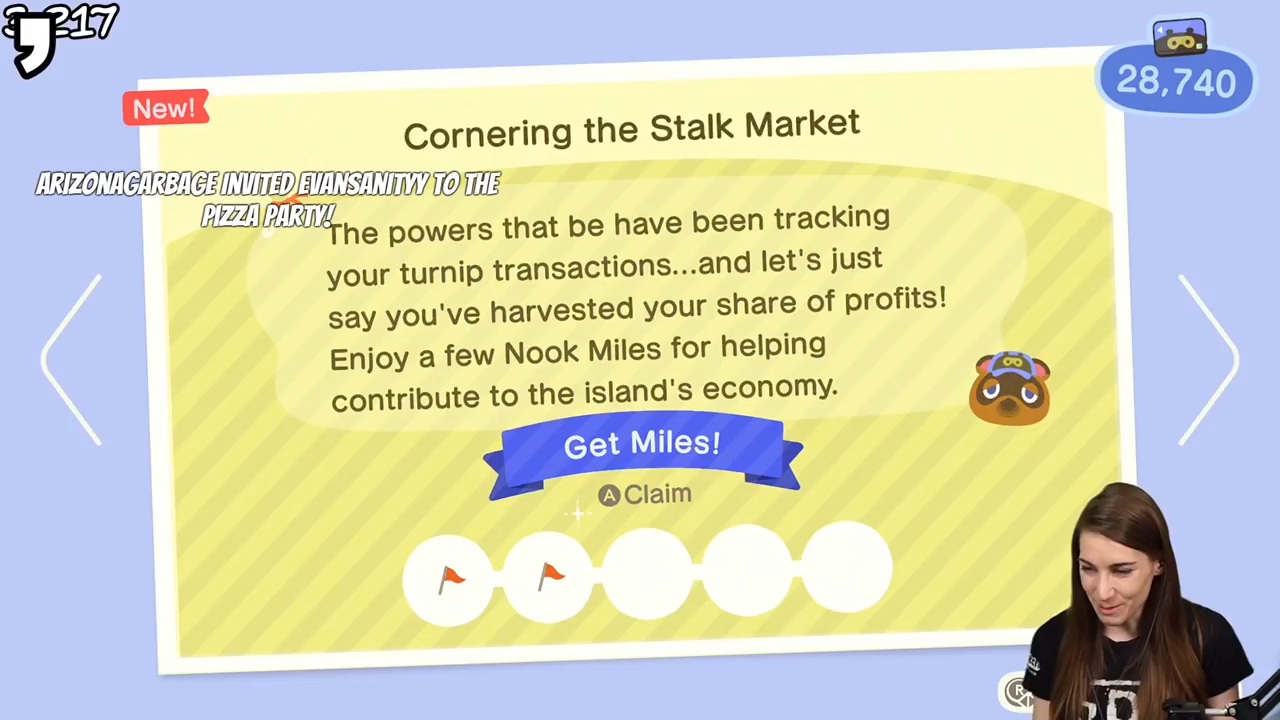 28,740
New!
Cornering the Stalk Market
ARIZONAGARBAGE INVITED EVANSANITYY TO THE
PIZZA PARTY!
The powers that be have been tracking
your turnip transactions...and let's just
say you've harvested your share of profits!
Enjoy a few Nook Miles for helping
contribute to the island's economy.
Get Miles!
A Claim